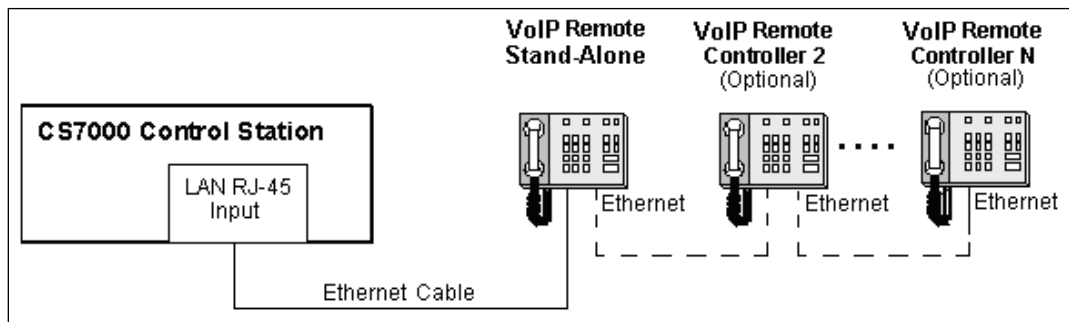 VoIP Remote
Stand-Alone
VoIP Remote
Controller 2
(Optional)
VoIP Remote
Controller N
(Optional)
CS7000 Control Station
LAN RJ-45
Input
Ethernet
Ethernet
Ethernet
Ethernet Cable